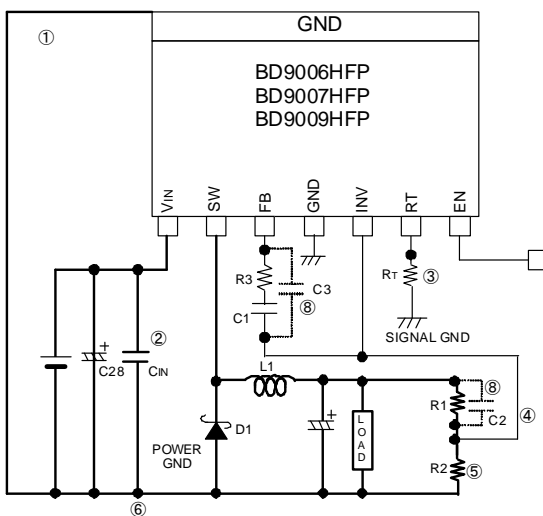 GND
①
BD9006HFP
BD9007HFP
BD9009HFP
VIN
SW
FB
GND
INV
RT
EN
R3
C3
RT
③
⑧
C1
②
SIGNAL GND
C28
CIN
L1
⑧
R1
④
C2
D1
LOAD
POWER
GND
R2
⑤
⑥